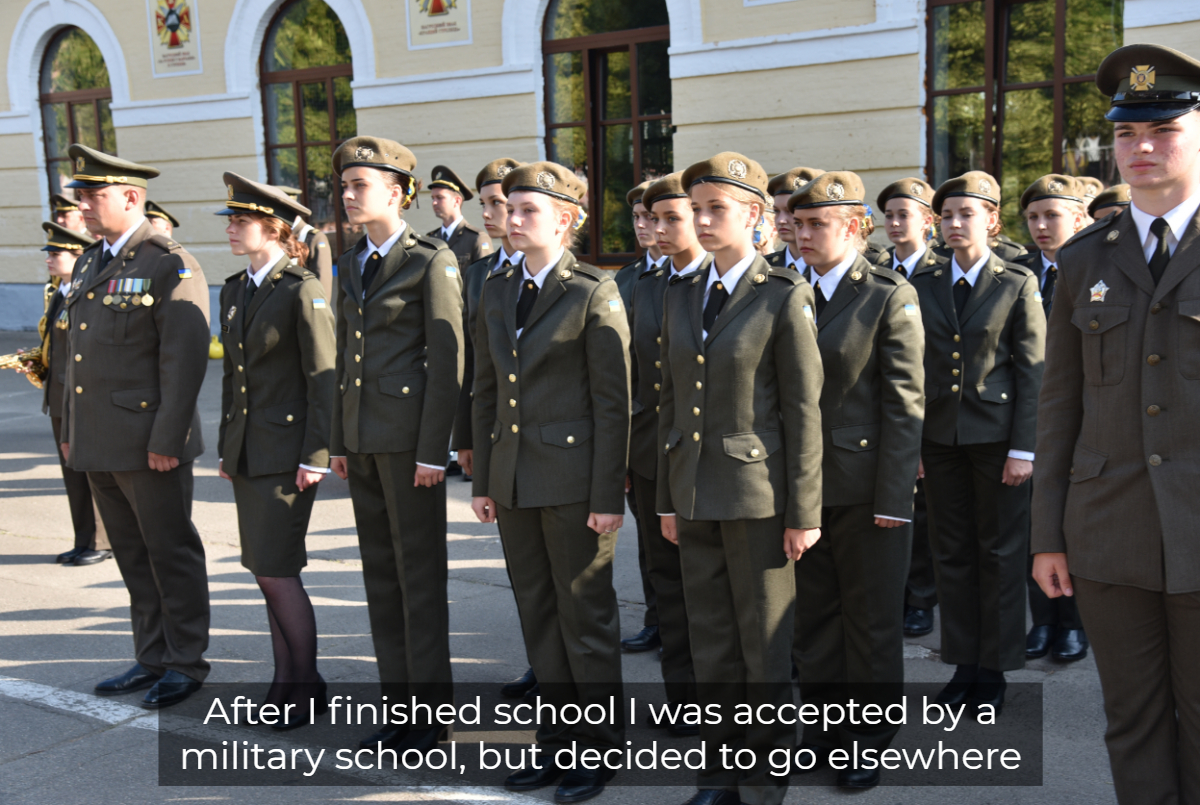 After I finished school I was accepted by a
military school, but decided to go elsewhere